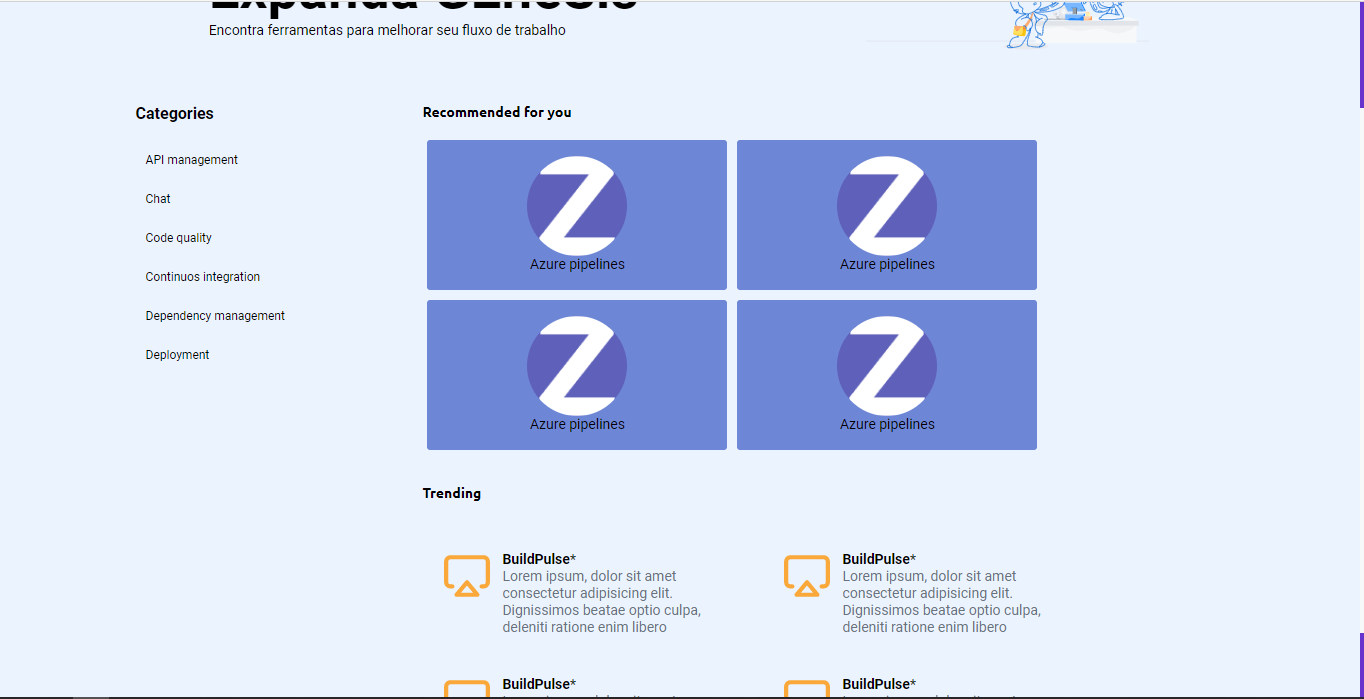 Expanda GEneSIS
Encontra ferramentas para melhorar seu fluxo de trabalho
Categories
API management
Chat
Code quality
Continuos integration
Dependency management
Deployment
Recommended for you
Azure pipelines
Azure pipelines
Azure pipelines
Azure pipelines
Trending
BuildPulse*
Lorem ipsum, dolor sit amet
consectetur adipisicing elit.
Dignissimos beatae optio culpa,
deleniti ratione enim libero
BuildPulse*
Lorem ipsum, dolor sit amet
consectetur adipisicing elit.
Dignissimos beatae optio culpa,
deleniti ratione enim libero
BuildPulse*
BuildPulse*